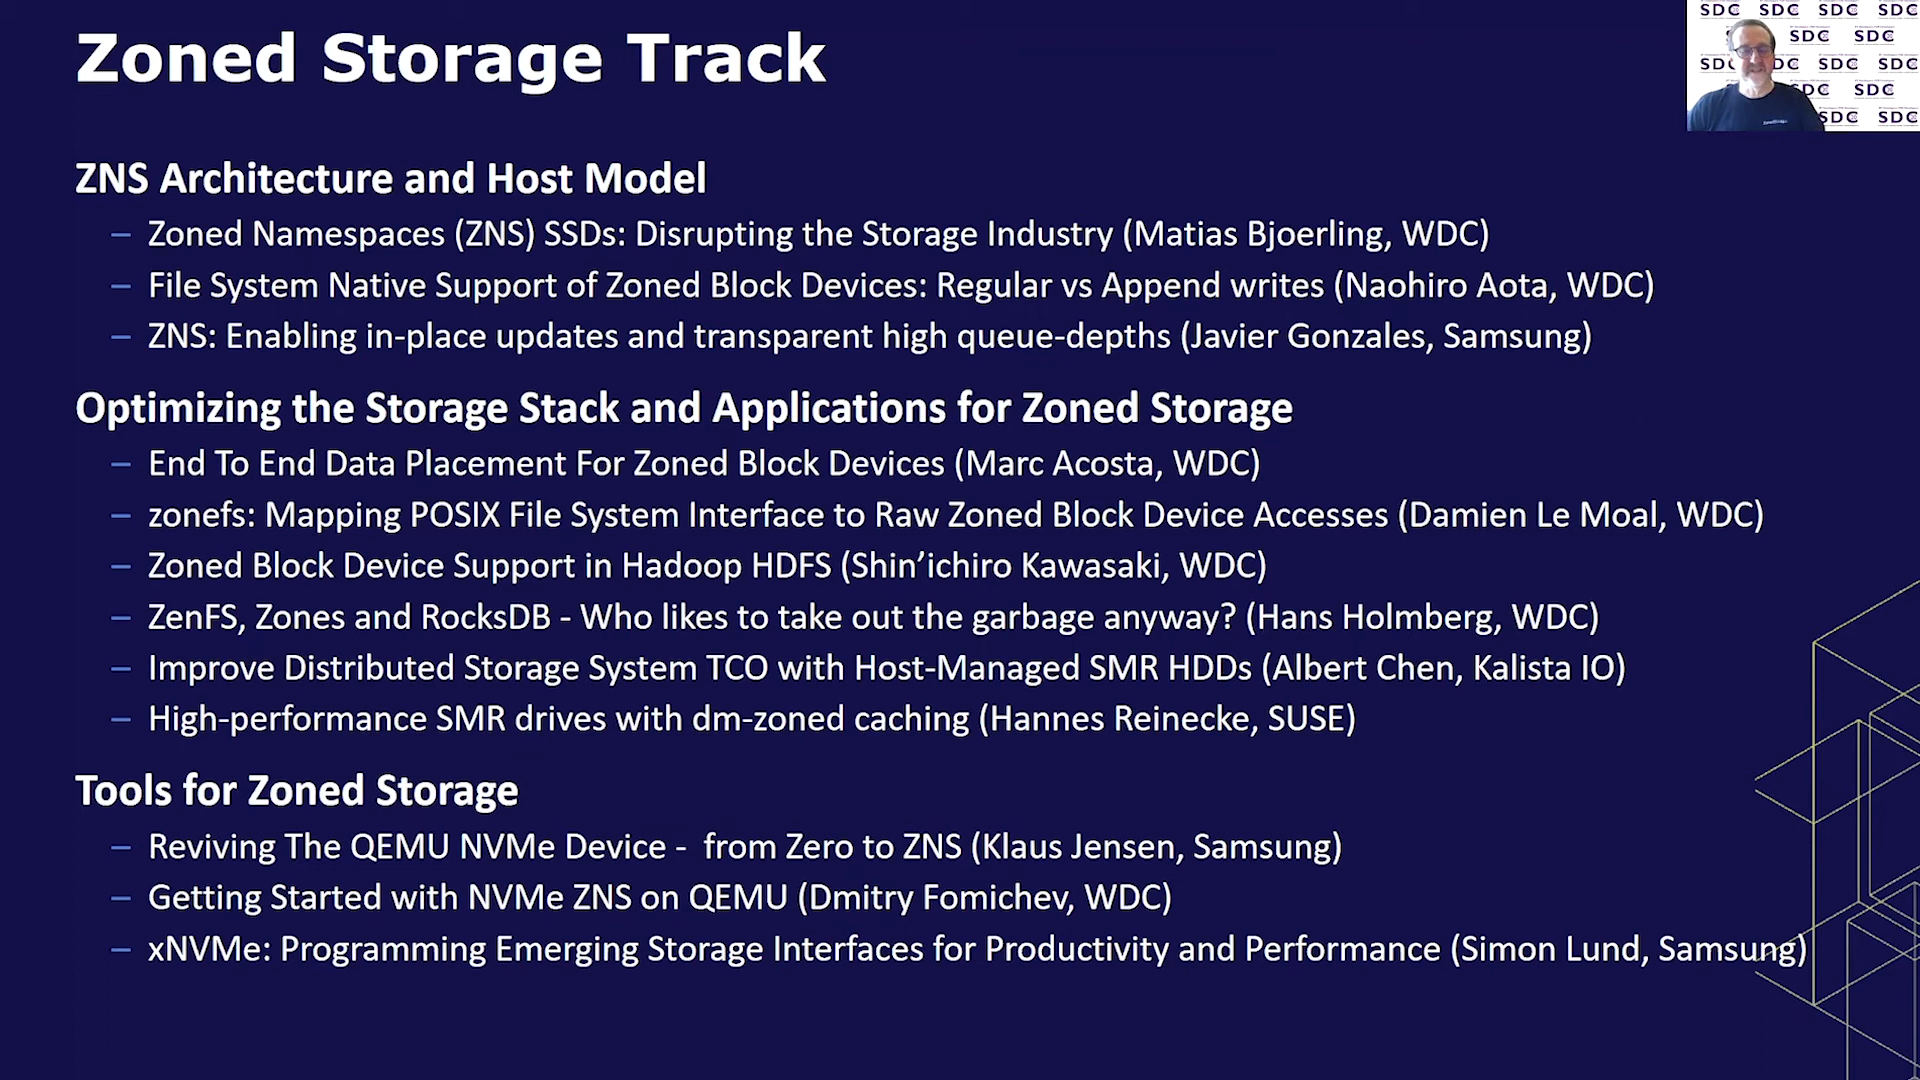 Zoned Storage Track
SDC SDC SDC SDC
SDC SDC
SDC SDC SDC
SDC SDC
SDC SDC
ZNS Architecture and Host Model
– Zoned Namespaces (ZNS) SSDs: Disrupting the Storage Industry (Matias Bjoerling, WDC)
– File System Native Support of Zoned Block Devices: Regular vs Append writes (Naohiro Aota, WDC)
– ZNS: Enabling in-place updates and transparent high queue-depths (Javier Gonzales, Samsung)
Optimizing the Storage Stack and Applications for Zoned Storage
– End To End Data Placement For Zoned Block Devices (Marc Acosta, WDC)
– zonefs: Mapping POSIX File System Interface to Raw Zoned Block Device Accesses (Damien Le Moal, WDC)
– Zoned Block Device Support in Hadoop HDFS (Shin’ichiro Kawasaki, WDC)
– ZenFS, Zones and RocksDB - Who likes to take out the garbage anyway? (Hans Holmberg, WDC)
– Improve Distributed Storage System TCO with Host-Managed SMR HDDs (Albert Chen, Kalista IO)
– High-performance SMR drives with dm-zoned caching (Hannes Reinecke, SUSE)
Tools for Zoned Storage
– Reviving The QEMU NVMe Device - from Zero to ZNS (Klaus Jensen, Samsung)
– Getting Started with NVMe ZNS on QEMU (Dmitry Fomichev, WDC)
– xNVMe: Programming Emerging Storage Interfaces for Productivity and Performance (Simon Lund, Samsung)